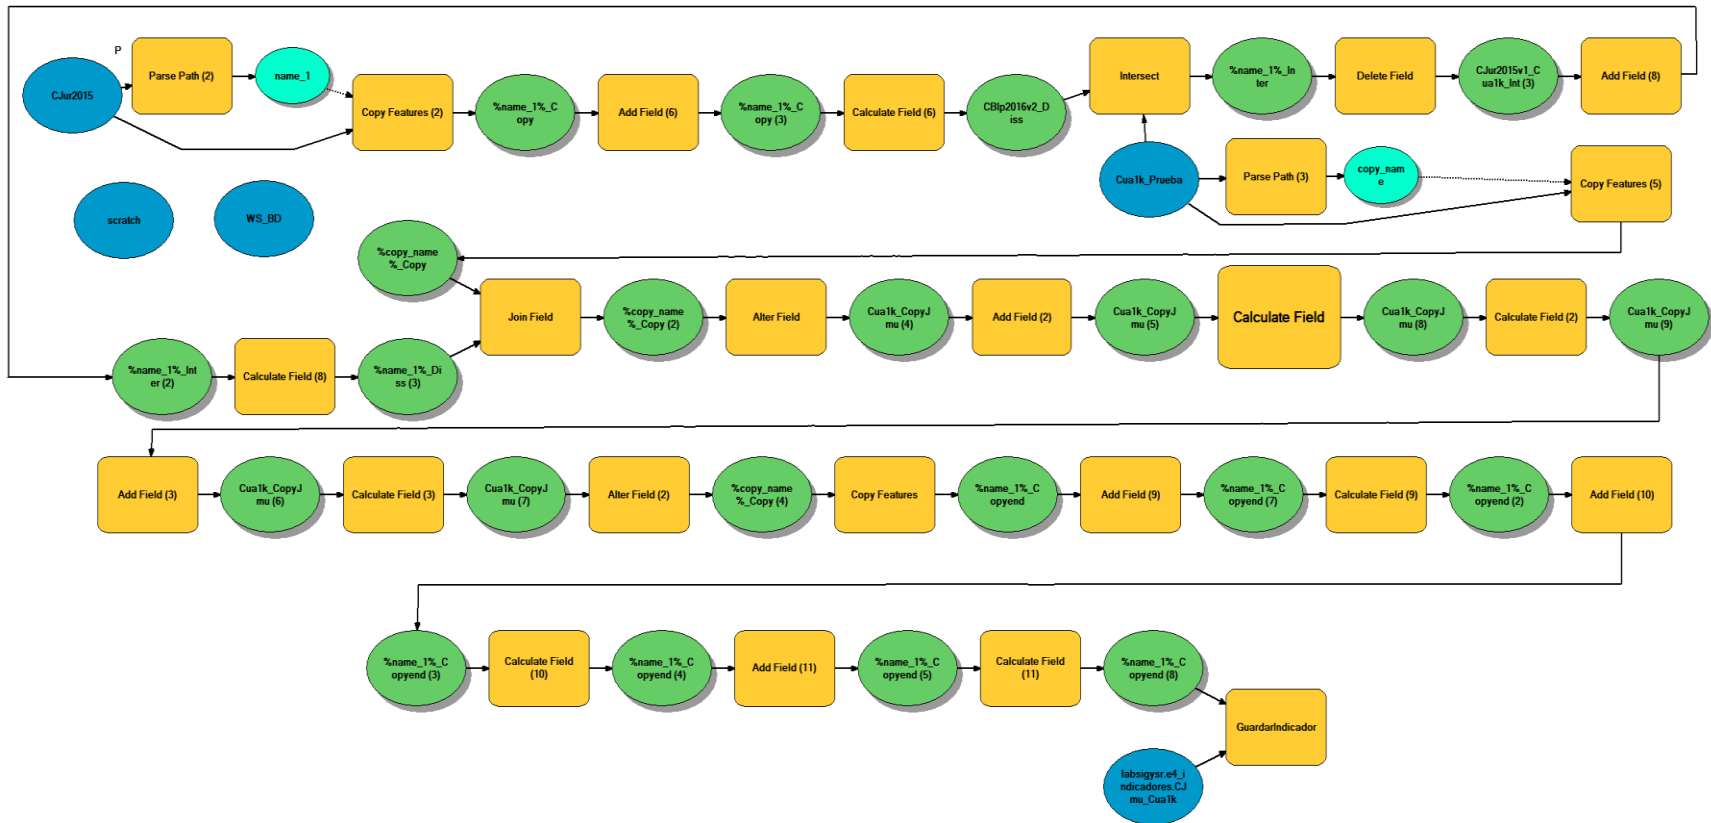 P
CJur2015
Parse Path (2)
name_1
Copy Features (2)
%name_1%_C
opy
Add Field (6)
%name_1%_C
opy (3)
Calculate Field (6)
CBlp2016v2_D
iss
Intersect
%name_1%_In
ter
Delete Field
CJur2015v1_C
ua1k_Int (3)
Add Field (8)
Cua1k_Prueba
Parse Path (3)
copy_nam
e
Copy Features (5)
scratch
WS_BD
%copy_name
%_Copy
Join Field
%copy_name
%_Copy (2)
Alter Field
Cua1k_CopyJ
mu (4)
Add Field (2)
Cua1k_CopyJ
mu (5)
Calculate Field
Cua1k_CopyJ
mu (8)
Calculate Field (2)
Cua1k_CopyJ
mu (9)
%name_1%_Int
er (2)
Calculate Field (8)
%name_1%_Di
ss (3)
Add Field (3)
Cua1k_CopyJ
mu (6)
Calculate Field (3)
Cua1k_CopyJ
mu (7)
Alter Field (2)
%copy_name
%_Copy (4)
Copy Features
%name_1%_C
opyend
Add Field (9)
%name_1%_C
opyend (7)
Calculate Field (9)
%name_1%_C
opyend (2)
Add Field (10)
%name_1%_C
opyend (3)
Calculate Field
(10)
%name_1%_C
opyend (4)
Add Field (11)
%name_1%_C
opyend (5)
Calculate Field
(11)
%name_1%_C
opyend (8)
GuardarIndicador
labsigysr.e4_i
ndicadores.CJ
mu_Cua1k